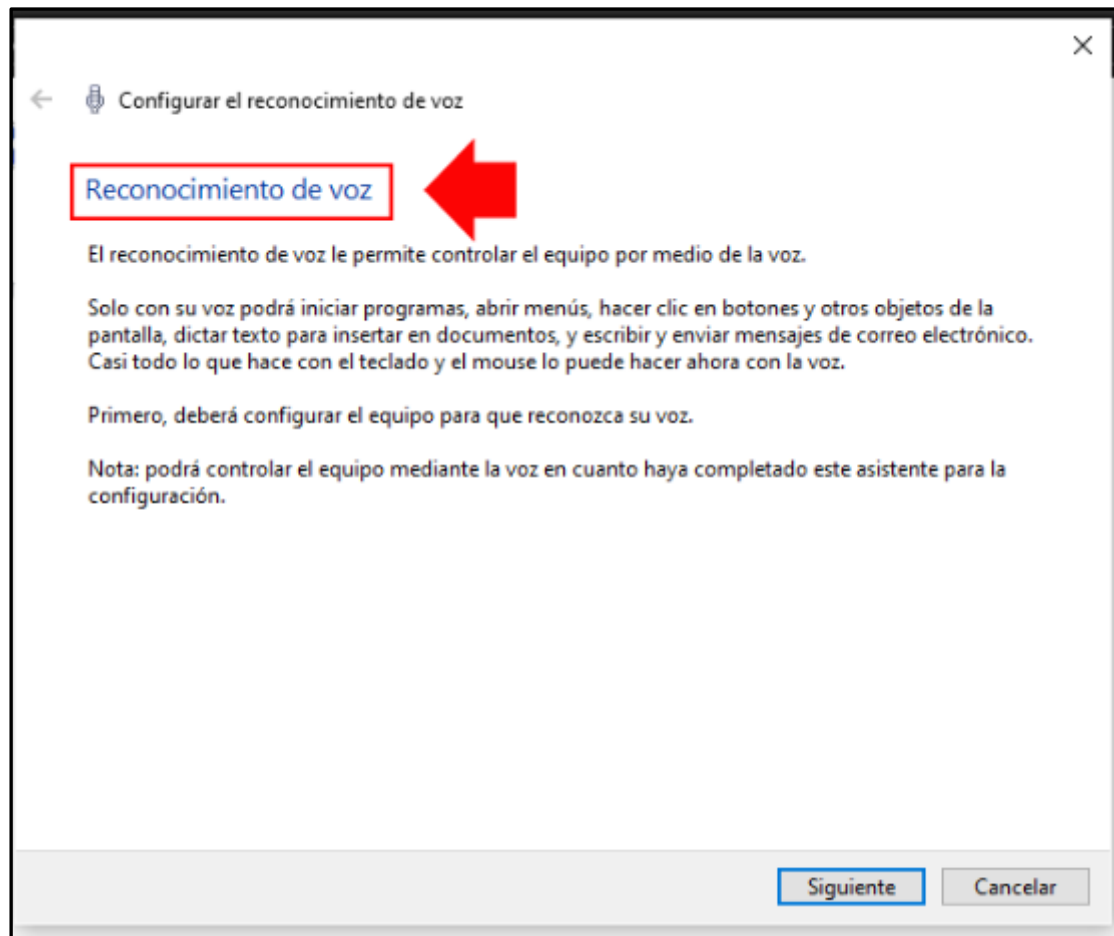 Configurar el reconocimiento de voz
Reconocimiento de voz
El reconocimiento de voz le permite controlar el equipo por medio de la voz.
Solo con su voz podrá iniciar programas, abrir menús, hacer clic en botones y otros objetos de la
pantalla, dictar texto para insertar en documentos, y escribir y enviar mensajes de correo electrónico.
Casi todo lo que hace con el teclado y el mouse lo puede hacer ahora con la voz.
Primero, deberá configurar el equipo para que reconozca su voz.
Nota: podrá controlar el equipo mediante la voz en cuanto haya completado este asistente para la
configuración.
Siguiente Cancelar